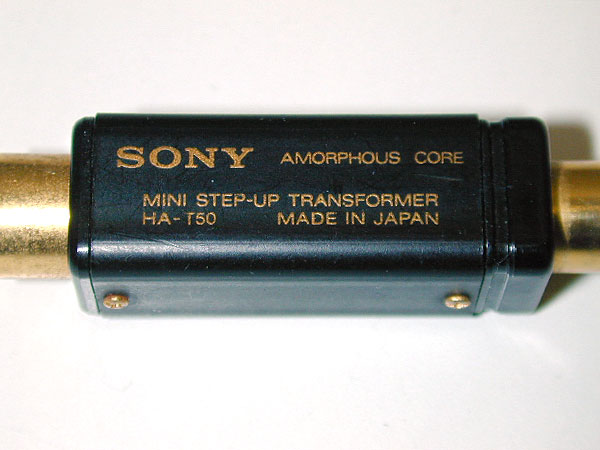 SONY AMORPHOUS CORE
MINI STEP-UP TRANSFORMER
HA-T50 MADE IN JAPAN